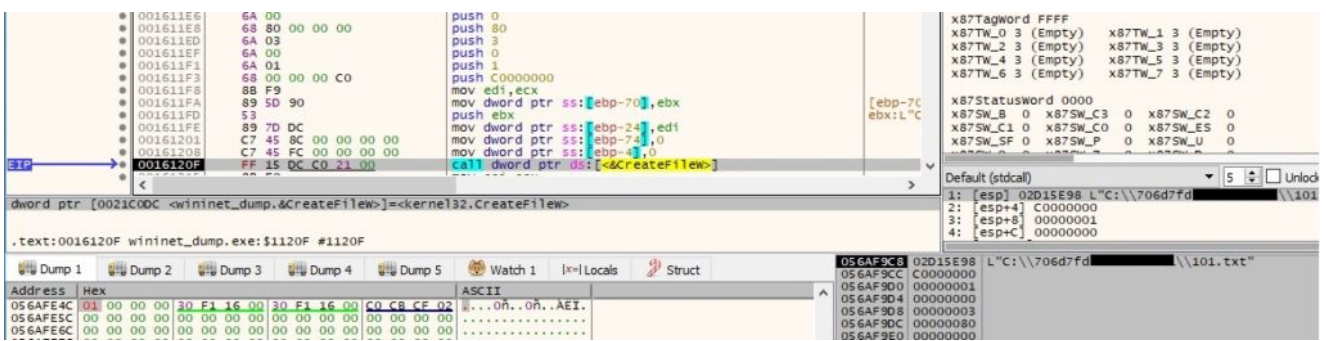 001611E6 6A 00 push 0
001611E8 68 80 00 00 00 push 80
001611ED 6A 03 push 3
001611EF 6A 00 push 0
001611F1 6A 01 push 1
001611F3 68 00 00 00 C0 push C0000000
001611F8 8B F9 mov edi,ecx
001611FA 89 5D 90 mov dword ptr ss:[ebp-70],ebx [ebp-7C
001611FD 53 push ebx ebx:L"C
001611FE 89 7D DC mov dword ptr ss:[ebp-24],edi
00161201 C7 45 8C 00 00 00 00 mov dword ptr ss:[ebp-74],0
00161208 C7 45 FC 00 00 00 00 mov dword ptr ss:[ebp-4],0
EIP 0016120F FF 15 DC C0 21 00 call dword ptr ds:[<&CreateFileW>]
dword ptr [0021C0DC <wininet_dump.&CreateFileW>]=<kernel32.CreateFileW>
.text:0016120F wininet_dump.exe:$1120F #1120F
x87TagWord FFFF
x87TW_0 3 (Empty) x87TW_1 3 (Empty)
x87TW_2 3 (Empty) x87TW_3 3 (Empty)
x87TW_4 3 (Empty) x87TW_5 3 (Empty)
x87TW_6 3 (Empty) x87TW_7 3 (Empty)
x87StatusWord 0000
x87SW_B 0 x87SW_C3 0 x87SW_C2 0
x87SW_C1 0 x87SW_C0 0 x87SW_ES 0
x87SW_SF 0 x87SW_P 0 x87SW_U 0
Default (stdcall) 5 Unlock
1: [esp] 02D15E98 L"C:\\706d7fd \\101
2: [esp+4] C0000000
3: [esp+8] 00000001
4: [esp+C] 00000000
Dump 1 Dump 2 Dump 3 Dump 4 Dump 5 Watch 1 |x=| Locals Struct
Address Hex ASCII
056AFE4C 01 00 00 00 30 F1 16 00 30 F1 16 00 C0 CB CF 02 ....0ñ..0ñ..ÀËÏ.
056AFE5C 00 00 00 00 00 00 00 00 00 00 00 00 00 00 00 00 ................
056AFE6C 00 00 00 00 00 00 00 00 00 00 00 00 00 00 00 00 ................
056AF9C8 02D15E98 L"C:\\706d7fd \\101.txt"
056AF9CC C0000000
056AF9D0 00000001
056AF9D4 00000000
056AF9D8 00000003
056AF9DC 00000080
056AF9E0 00000000